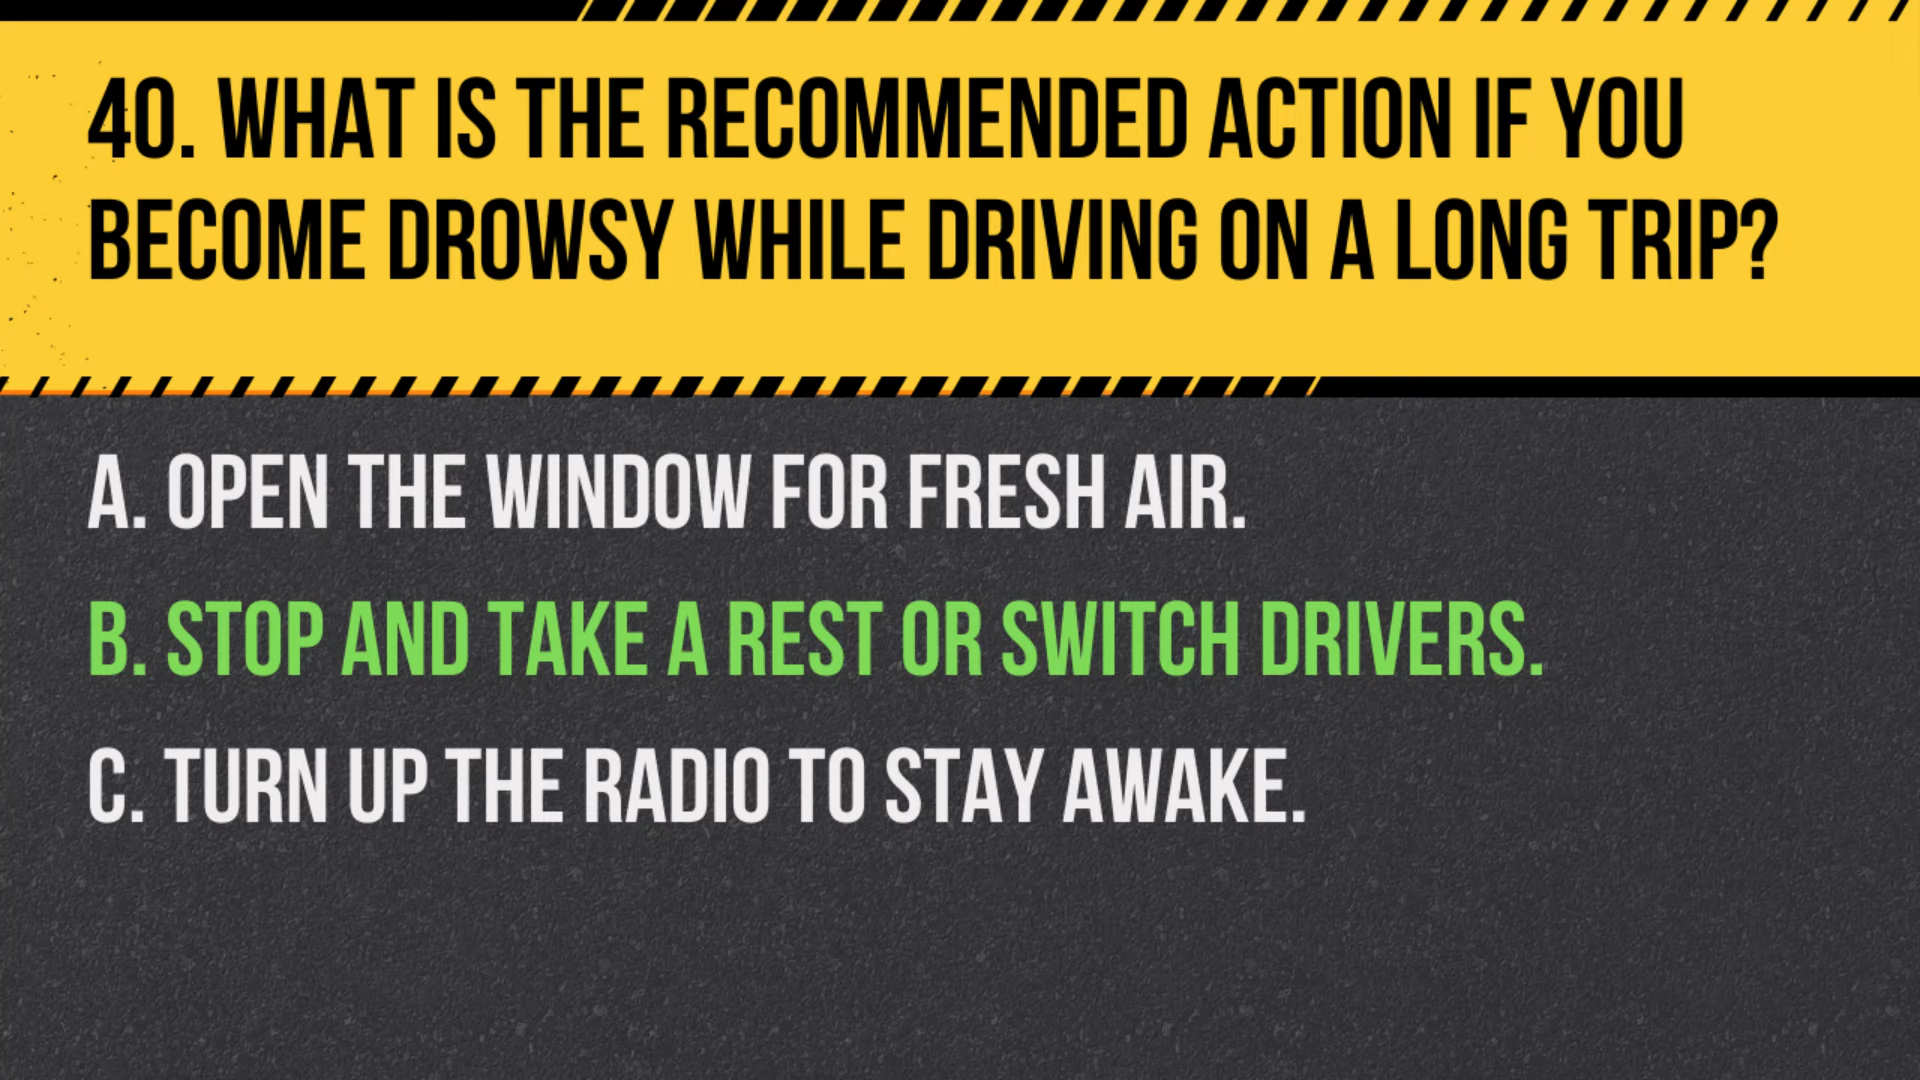 40. WHAT IS THE RECOMMENDED ACTION IF YOU
BECOME DROWSY WHILE DRIVING ON A LONG TRIP?
A. OPEN THE WINDOW FOR FRESH AIR.
B. STOP AND TAKE A REST OR SWITCH DRIVERS.
C. TURN UP THE RADIO TO STAY AWAKE.